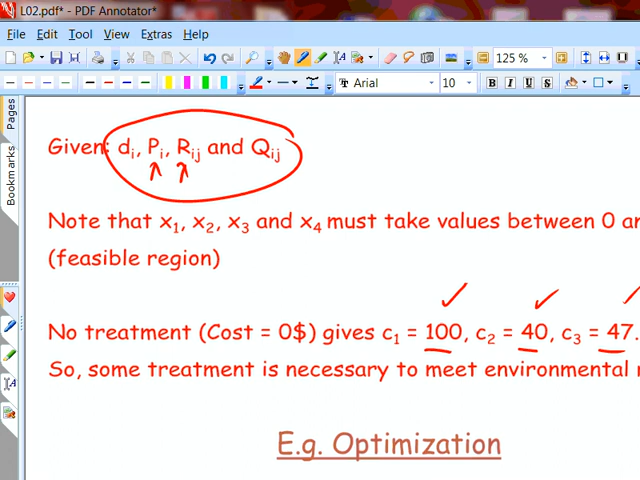 L02.pdf* - PDF Annotator*
File Edit Tool View Extras Help
125 %
Arial 10 B I U S
Pages
Bookmarks
Given: di, Pi, Rij and Qij
Note that x1, x2, x3 and x4 must take values between 0 an
(feasible region)
No treatment (Cost = 0$) gives c1 = 100, c2 = 40, c3 = 47.
So, some treatment is necessary to meet environmental
E.g. Optimization